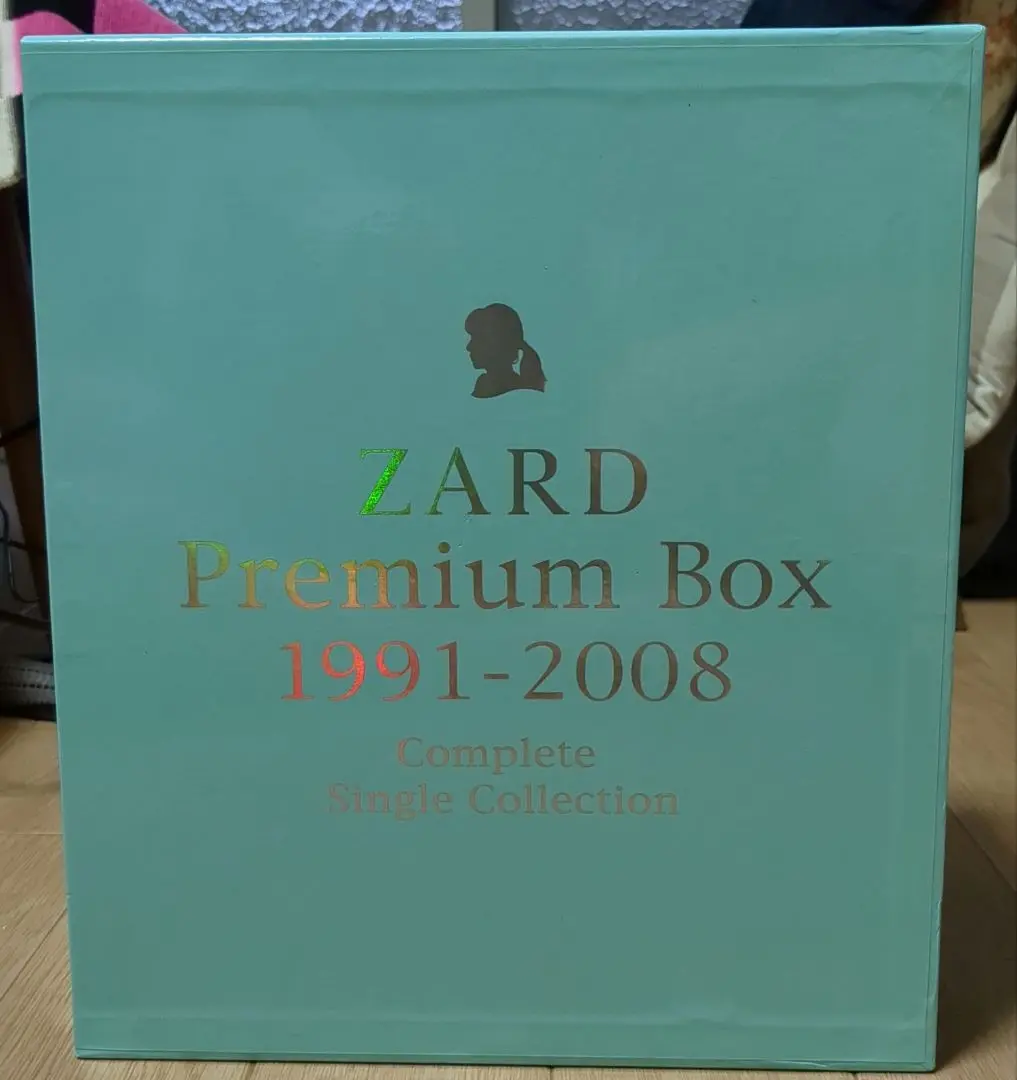 ZARD
Premium Box
1991-2008
Complete
Single Collection